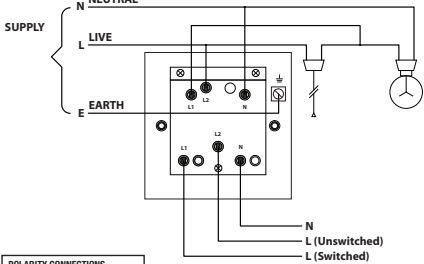 N NEUTRAL
SUPPLY
L LIVE
L1 L2 N
E EARTH
L2
L1 N
N
L (Unswitched)
L (Switched)
POLARITY CONNECTIONS